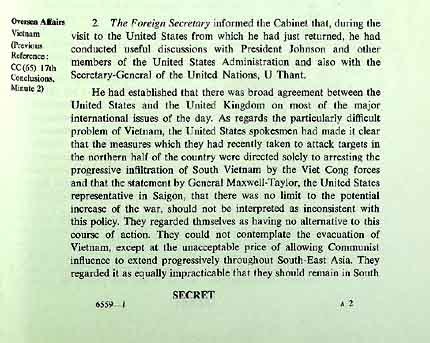 Oversea Affairs
Vietnam
(Previous
Reference:
CC(65) 17th
Conclusions,
Minute 2)
2. The Foreign Secretary informed the Cabinet that, during the
visit to the United States from which he had just returned, he had
conducted useful discussions with President Johnson and other
members of the United States Administration and also with the
Secretary-General of the United Nations, U Thant.
He had established that there was broad agreement between the
United States and the United Kingdom on most of the major
international issues of the day. As regards the particularly difficult
problem of Vietnam, the United States spokesmen had made it clear
that the measures which they had recently taken to attack targets in
the northern half of the country were directed solely to arresting the
progressive infiltration of South Vietnam by the Viet Cong forces
and that the statement by General Maxwell-Taylor, the United States
representative in Saigon, that there was no limit to the potential
increase of the war, should not be interpreted as inconsistent with
this policy. They regarded thmselves as having no alternative to this
course of action. They could not contemplate the evacuation of
Vietnam, except at the unacceptable price of allowing Communist
influence to extend progressively throughout South-East Asia. They
regarded it as equally impracticable that they should remain in South
SECRET
6559—1 A 2